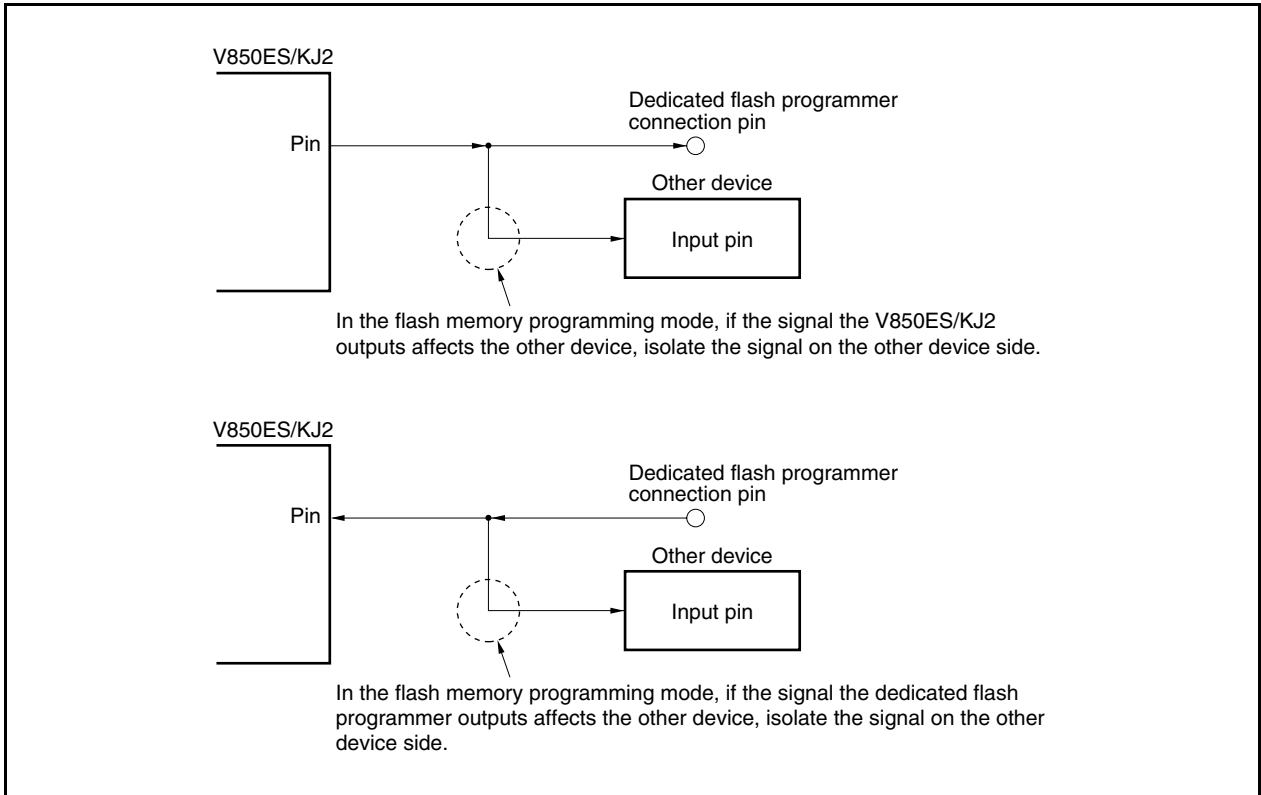 V850ES/KJ2
Dedicated flash programmer
connection pin
Pin
Other device
Input pin
In the flash memory programming mode, if the signal the V850ES/KJ2
outputs affects the other device, isolate the signal on the other device side.
V850ES/KJ2
Dedicated flash programmer
connection pin
Pin
Other device
Input pin
In the flash memory programming mode, if the signal the dedicated flash
programmer outputs affects the other device, isolate the signal on the other
device side.